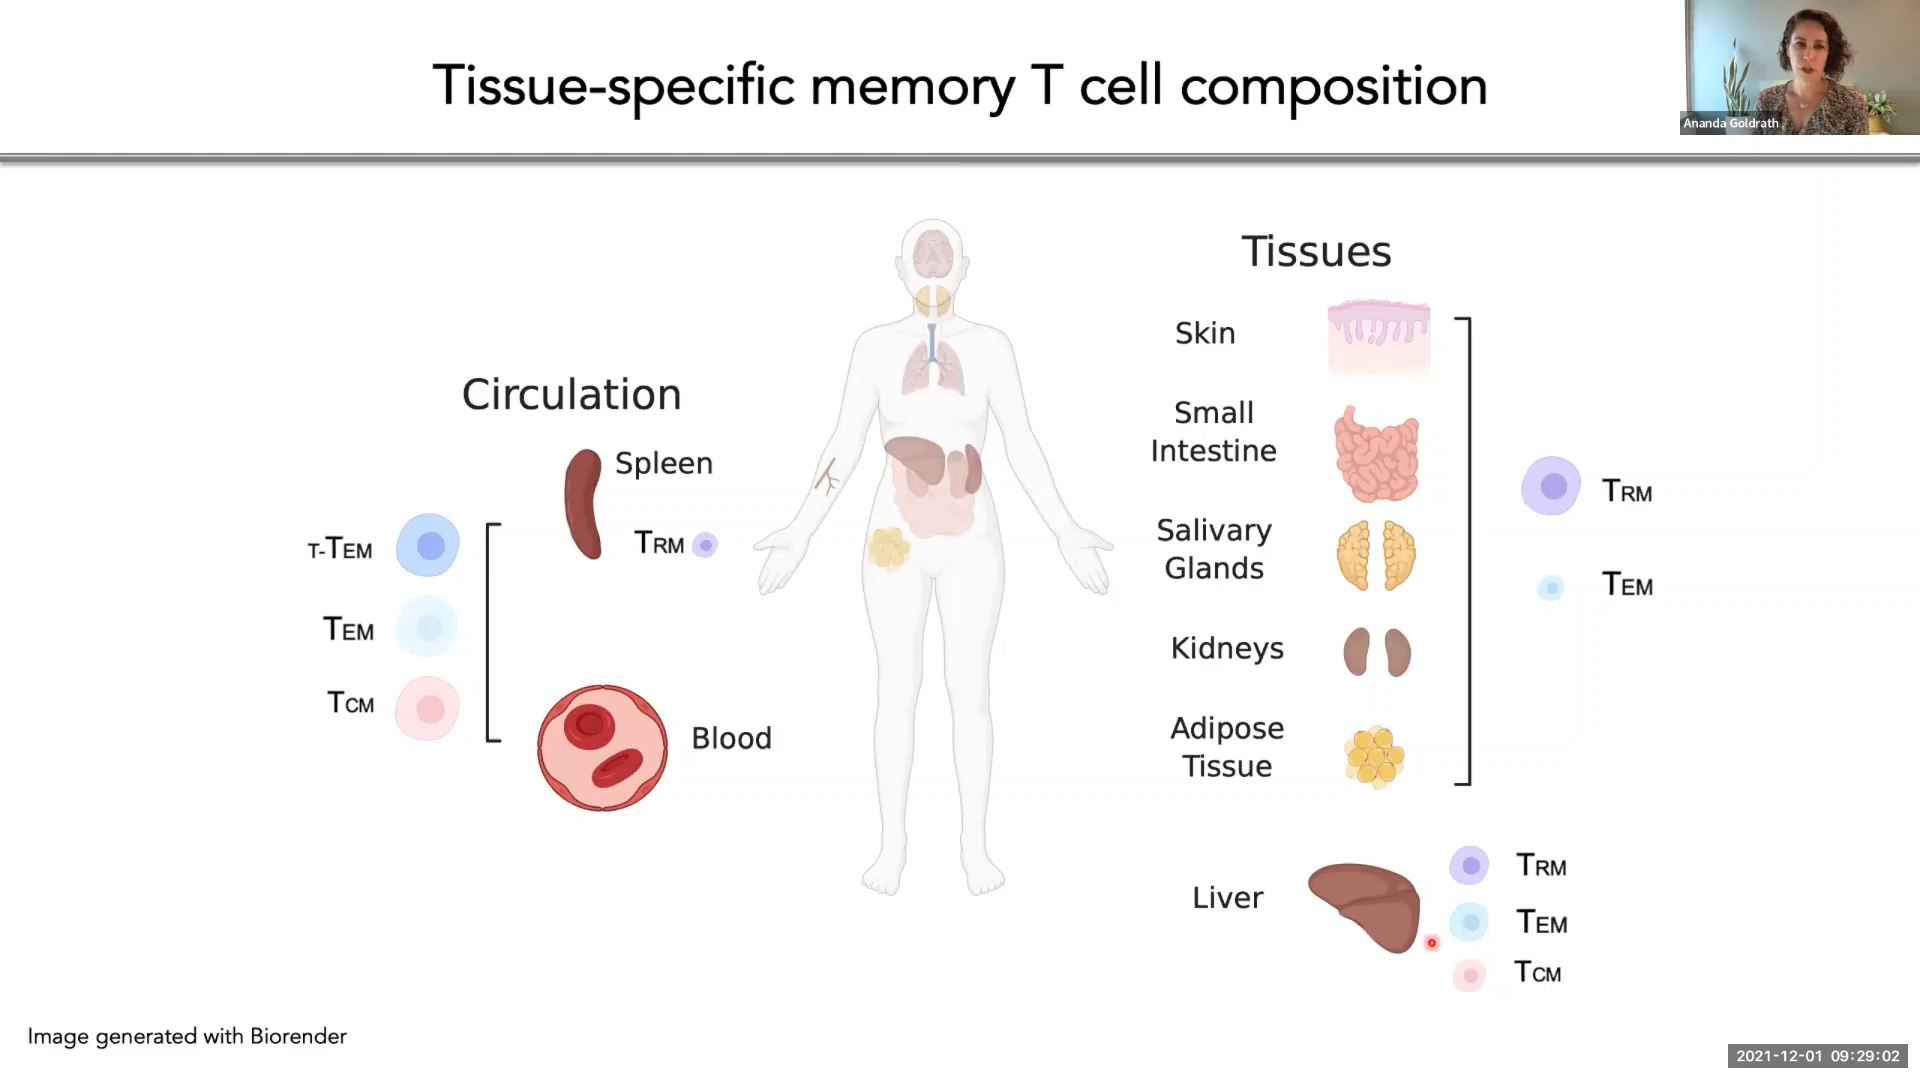 Tissue-specific memory T cell composition
Ananda Goldrath
Circulation
Spleen
TRM
T-TEM
TEM
TCM
Blood
Tissues
Skin
Small
Intestine
Salivary
Glands
Kidneys
Adipose
Tissue
TRM
TEM
Liver
TRM
TEM
TCM
Image generated with Biorender
2021-12-01 09:29:02